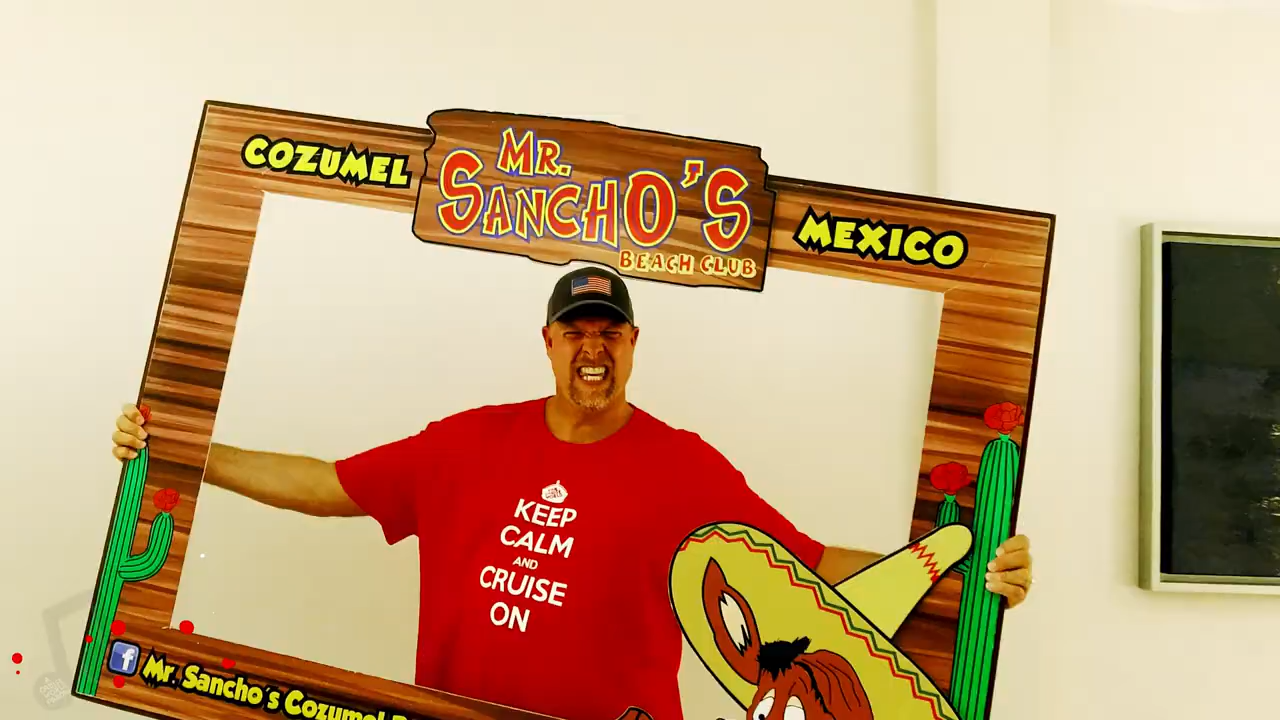 COZUMEL
MR.
SANCHO'S
BEACH CLUB
MEXICO
KEEP
CALM
AND
CRUISE
ON
f Mr. Sancho's Cozumel